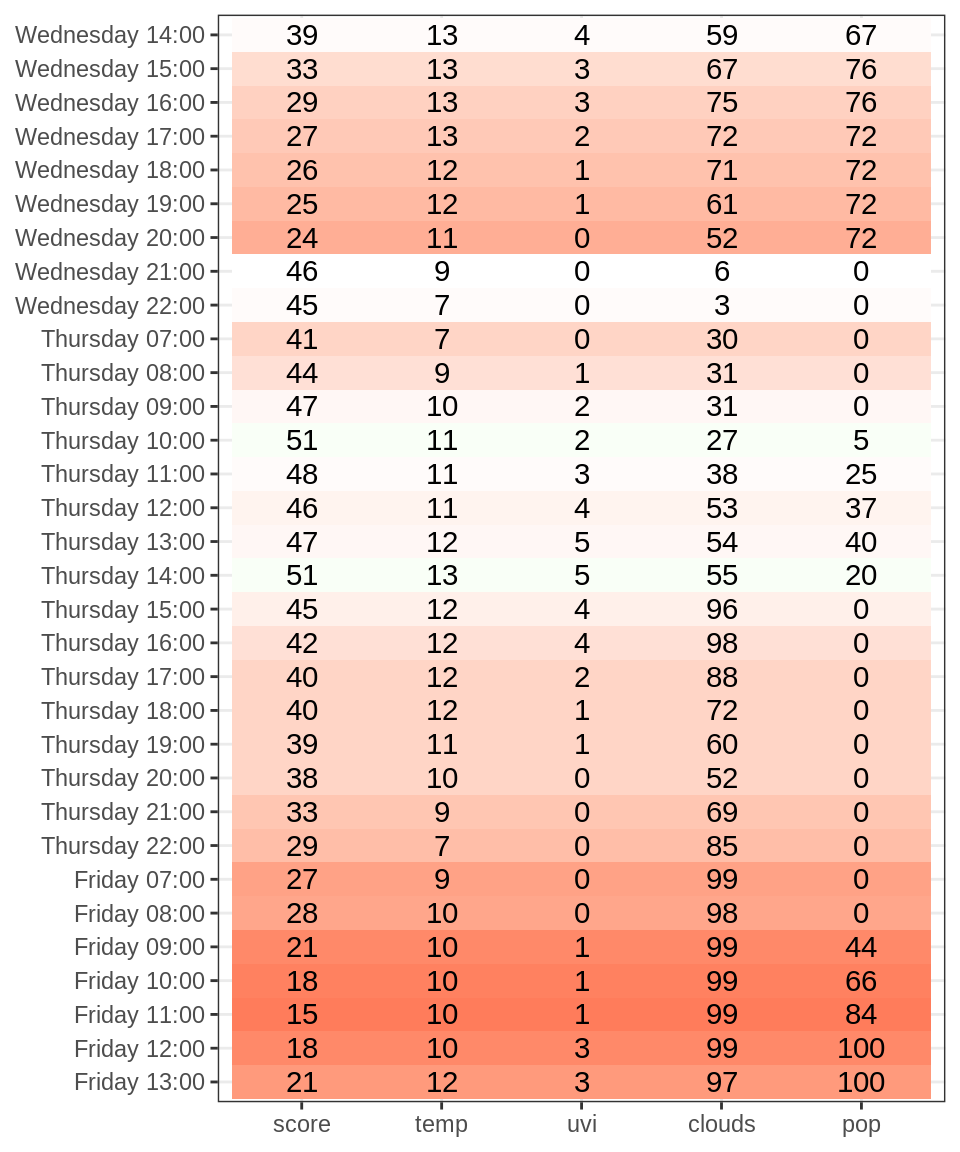 Wednesday 14:00 39 13 4 59 67
Wednesday 15:00 33 13 3 67 76
Wednesday 16:00 29 13 3 75 76
Wednesday 17:00 27 13 2 72 72
Wednesday 18:00 26 12 1 71 72
Wednesday 19:00 25 12 1 61 72
Wednesday 20:00 24 11 0 52 72
Wednesday 21:00 46 9 0 6 0
Wednesday 22:00 45 7 0 3 0
Thursday 07:00 41 7 0 30 0
Thursday 08:00 44 9 1 31 0
Thursday 09:00 47 10 2 31 0
Thursday 10:00 51 11 2 27 5
Thursday 11:00 48 11 3 38 25
Thursday 12:00 46 11 4 53 37
Thursday 13:00 47 12 5 54 40
Thursday 14:00 51 13 5 55 20
Thursday 15:00 45 12 4 96 0
Thursday 16:00 42 12 4 98 0
Thursday 17:00 40 12 2 88 0
Thursday 18:00 40 12 1 72 0
Thursday 19:00 39 11 1 60 0
Thursday 20:00 38 10 0 52 0
Thursday 21:00 33 9 0 69 0
Thursday 22:00 29 7 0 85 0
Friday 07:00 27 9 0 99 0
Friday 08:00 28 10 0 98 0
Friday 09:00 21 10 1 99 44
Friday 10:00 18 10 1 99 66
Friday 11:00 15 10 1 99 84
Friday 12:00 18 10 3 99 100
Friday 13:00 21 12 3 97 100
score temp uvi clouds pop